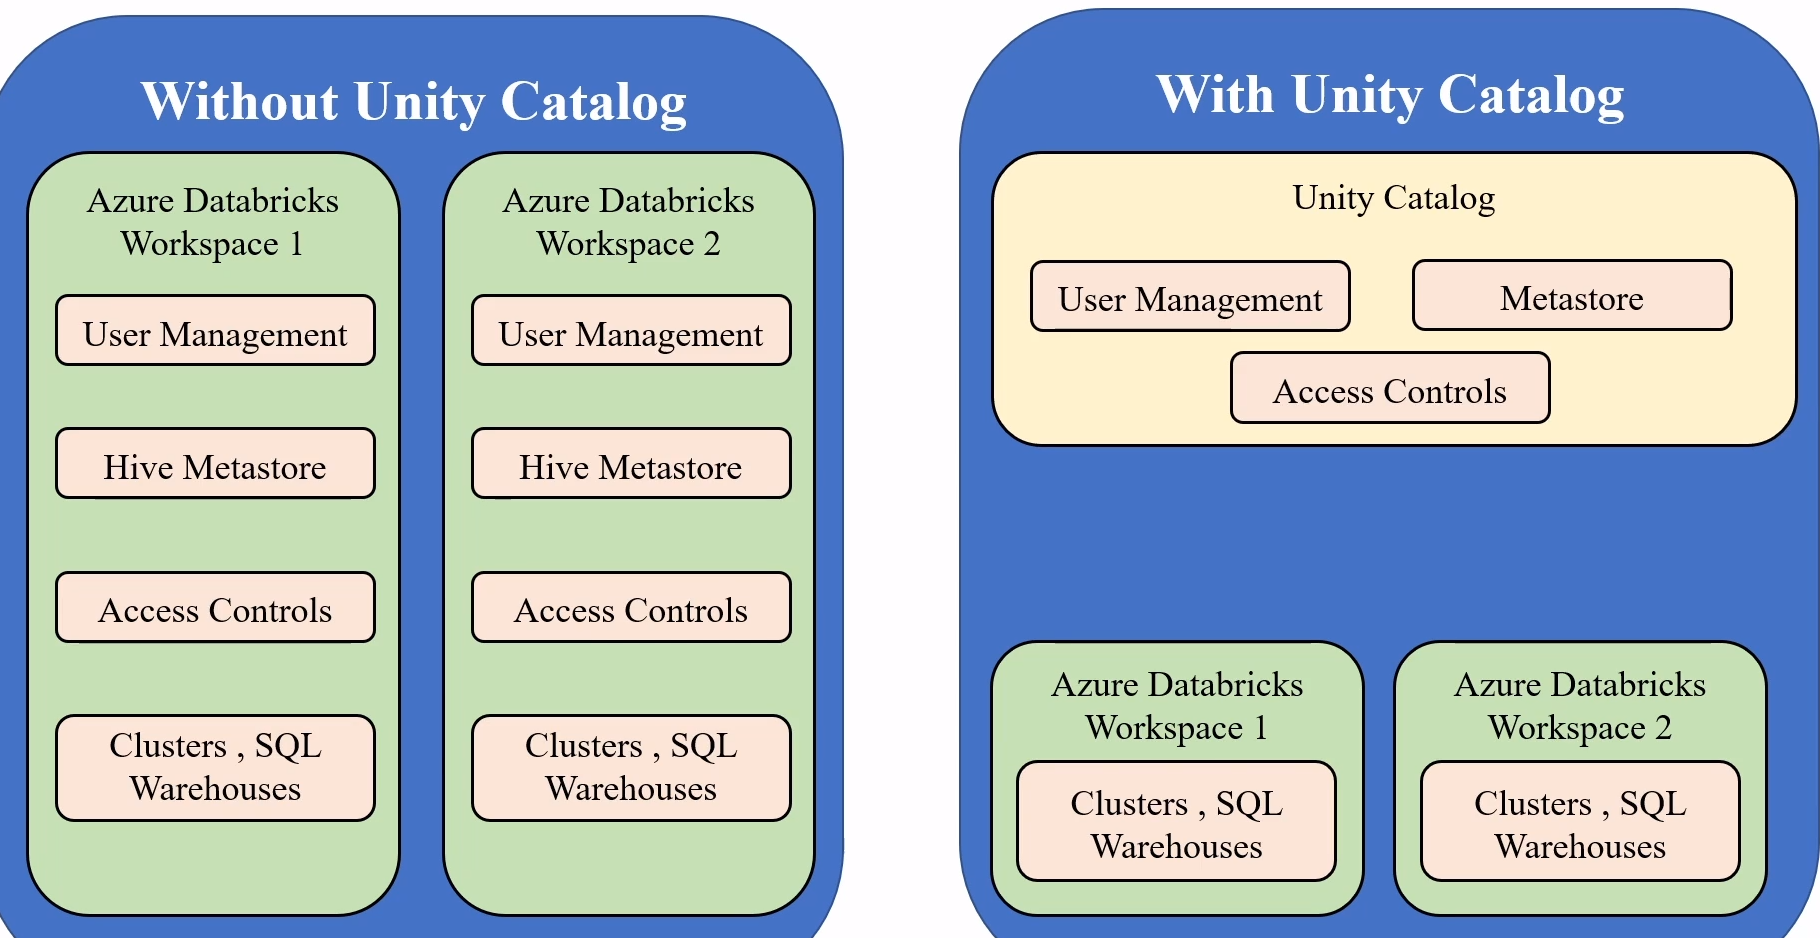 Without Unity Catalog
Azure Databricks
Workspace 1
User Management
Hive Metastore
Access Controls
Clusters , SQL
Warehouses
Azure Databricks
Workspace 2
User Management
Hive Metastore
Access Controls
Clusters , SQL
Warehouses
With Unity Catalog
Unity Catalog
User Management
Metastore
Access Controls
Azure Databricks
Workspace 1
Clusters , SQL
Warehouses
Azure Databricks
Workspace 2
Clusters , SQL
Warehouses